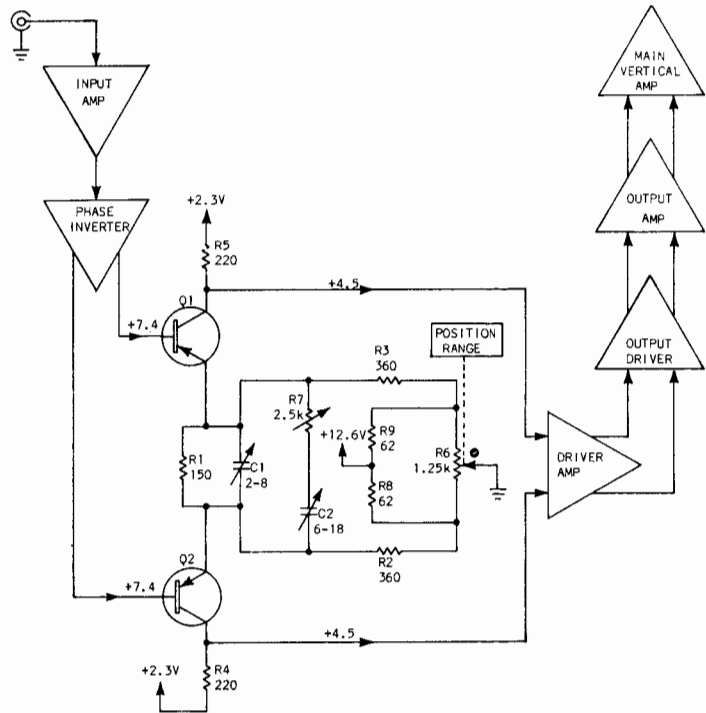 INPUT
AMP
PHASE
INVERTER
MAIN
VERTICAL
AMP
OUTPUT
AMP
OUTPUT
DRIVER
DRIVER
AMP
POSITION
RANGE
+2.3V
R5
220
+4.5
Q1
+7.4
R3
360
R7
2.5k
+12.6V
R9
62
R6
1.25k
R1
150
C1
2-8
R8
62
C2
6-18
Q2
R2
360
+7.4
+4.5
+2.3V
R4
220